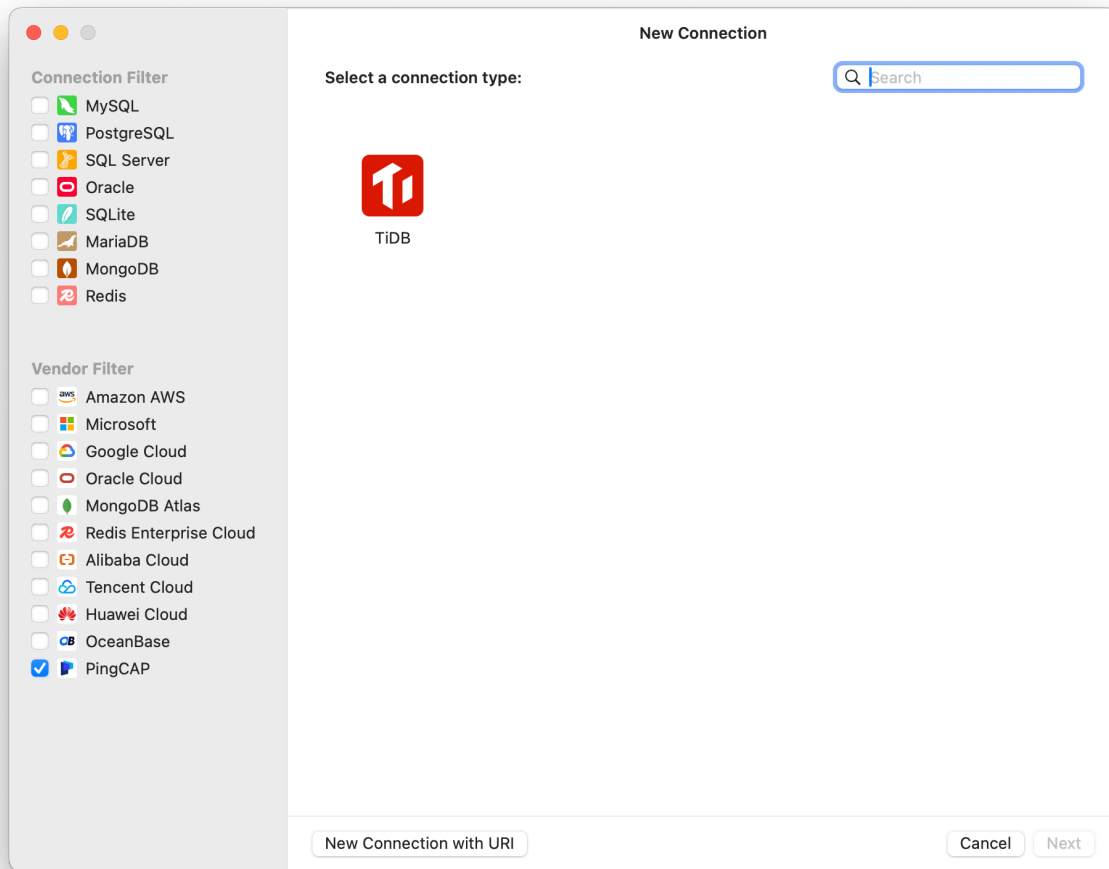 New Connection
Connection Filter
MySQL
PostgreSQL
SQL Server
Oracle
SQLite
MariaDB
MongoDB
Redis
Vendor Filter
aws Amazon AWS
Microsoft
Google Cloud
Oracle Cloud
MongoDB Atlas
Redis Enterprise Cloud
Alibaba Cloud
Tencent Cloud
Huawei Cloud
OB OceanBase
PingCAP
Select a connection type:
Search
TiDB
New Connection with URI
Cancel
Next